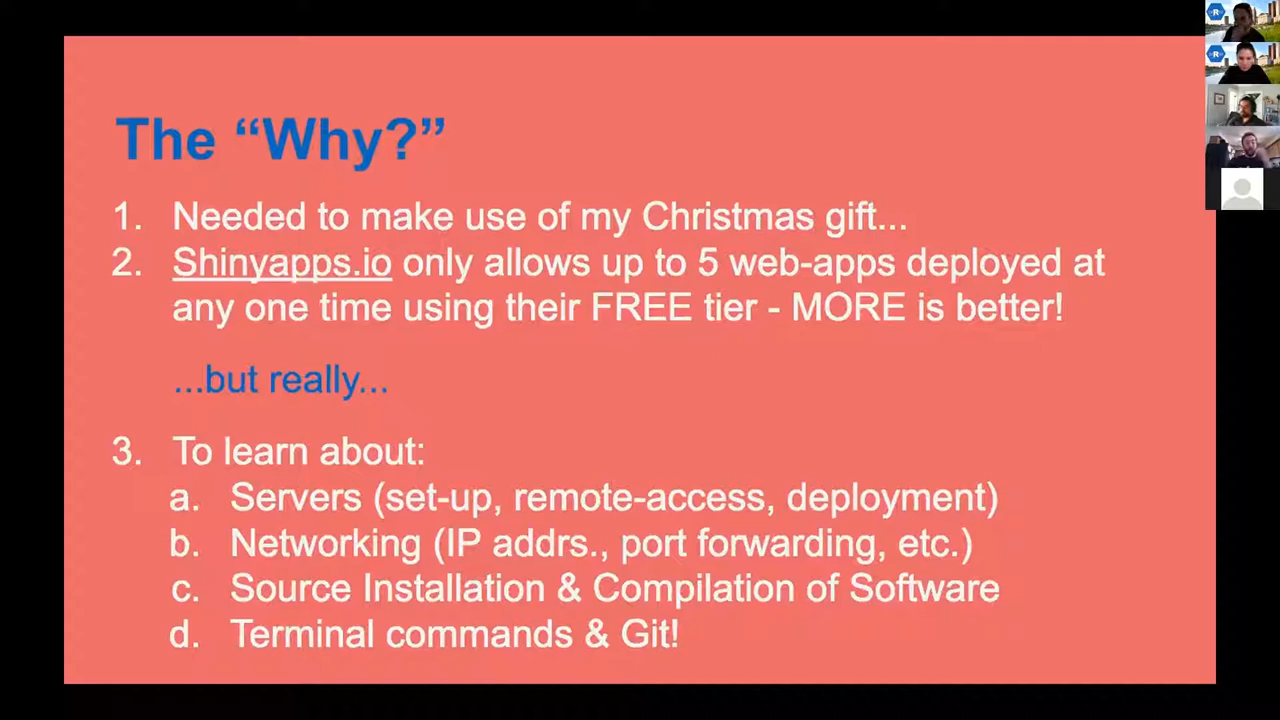 The “Why?”
1. Needed to make use of my Christmas gift...
2. Shinyapps.io only allows up to 5 web-apps deployed at
any one time using their FREE tier - MORE is better!
...but really...
3. To learn about:
a. Servers (set-up, remote-access, deployment)
b. Networking (IP addrs., port forwarding, etc.)
c. Source Installation & Compilation of Software
d. Terminal commands & Git!
R
R